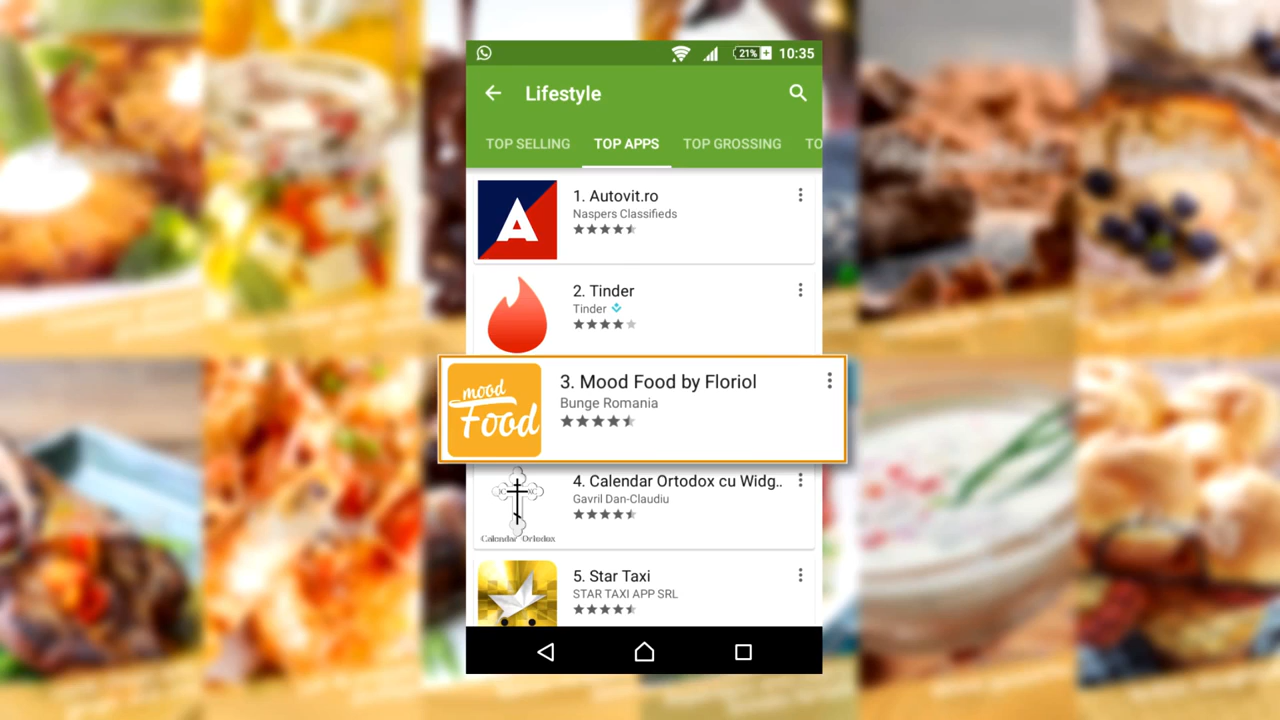 21% 10:35
Lifestyle
TOP SELLING TOP APPS TOP GROSSING TO
A
1. Autovit.ro
Naspers Classifieds
2. Tinder
Tinder
mood
Food
3. Mood Food by Floriol
Bunge Romania
4. Calendar Ortodox cu Widg..
Gavril Dan-Claudiu
Calendar Ortodox
5. Star Taxi
STAR TAXI APP SRL